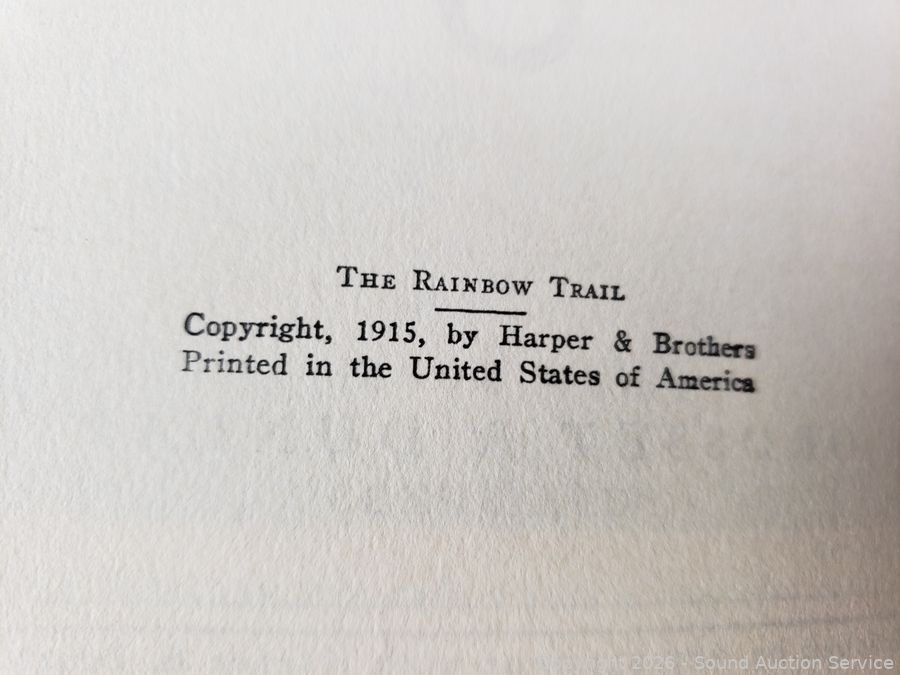 The Rainbow Trail
Copyright, 1915, by Harper & Brothers
Printed in the United States of America
Copyright 2026 - Sound Auction Service